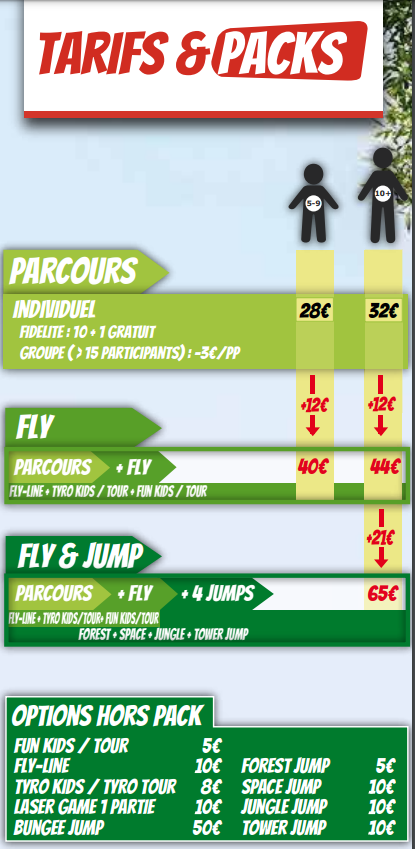 TARIFS & PACKS
5-9
10+
PARCOURS
INDIVIDUEL 28€ 32€
FIDELITE : 10 + 1 GRATUIT
GROUPE ( > 15 PARTICIPANTS) : -3€/PP
+12€ +12€
FLY
PARCOURS + FLY 40€ 44€
FLY-LINE + TYRO KIDS / TOUR + FUN KIDS / TOUR
+21€
FLY & JUMP
PARCOURS + FLY + 4 JUMPS 65€
FLY-LINE + TYRO KIDS/TOUR+ FUN KIDS/TOUR
FOREST + SPACE + JUNGLE + TOWER JUMP
OPTIONS HORS PACK
FUN KIDS / TOUR 5€
FLY-LINE 10€ FOREST JUMP 5€
TYRO KIDS / TYRO TOUR 8€ SPACE JUMP 10€
LASER GAME 1 PARTIE 10€ JUNGLE JUMP 10€
BUNGEE JUMP 50€ TOWER JUMP 10€